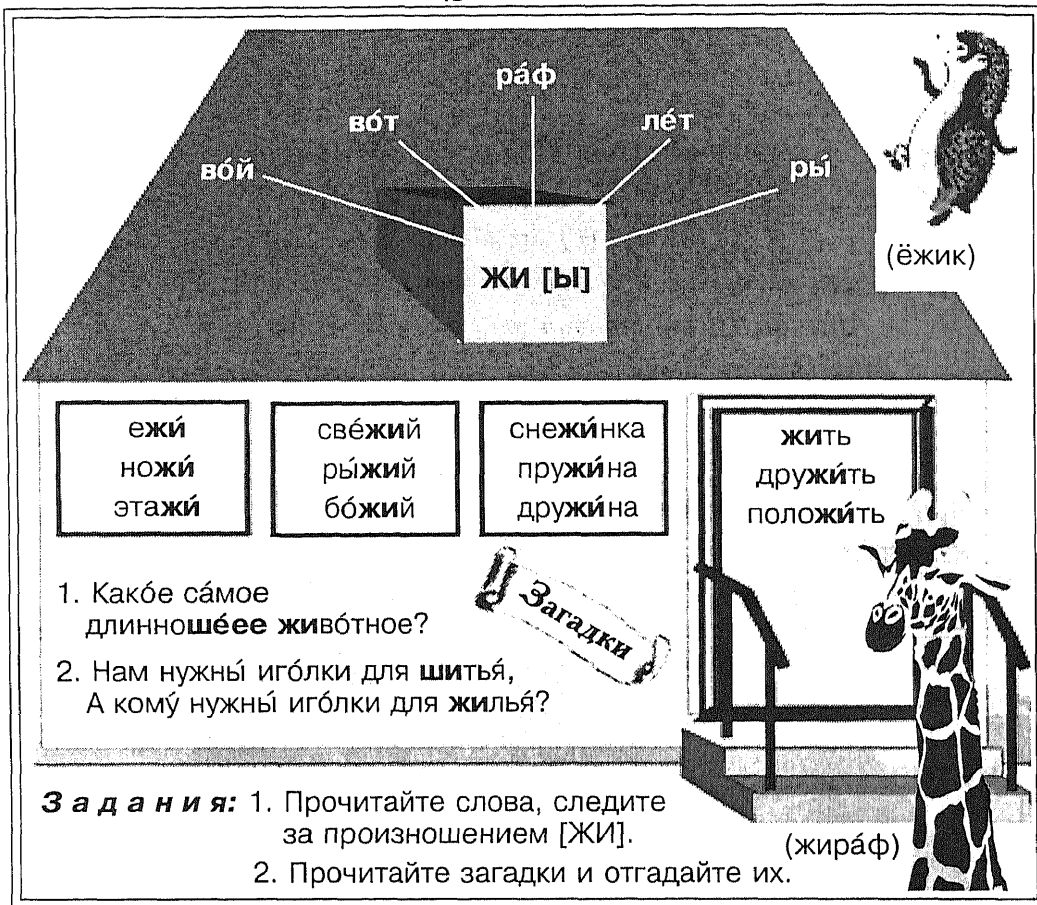 ра́ф
во́т
ле́т
во́й
ры́
ЖИ [Ы]
(ёжик)
ежи́
ножи́
этажи́
све́жий
ры́жий
бо́жий
снежи́нка
пружи́на
дружи́на
жить
дружи́ть
положи́ть
1. Како́е са́мое
длинноше́ее живо́тное?
2. Нам нужны́ иго́лки для шитья́,
А кому́ нужны́ иго́лки для жилья́?
Загадки
Задания: 1. Прочитайте слова, следите
за произношением [ЖИ].
(жира́ф)
2. Прочитайте загадки и отгадайте их.